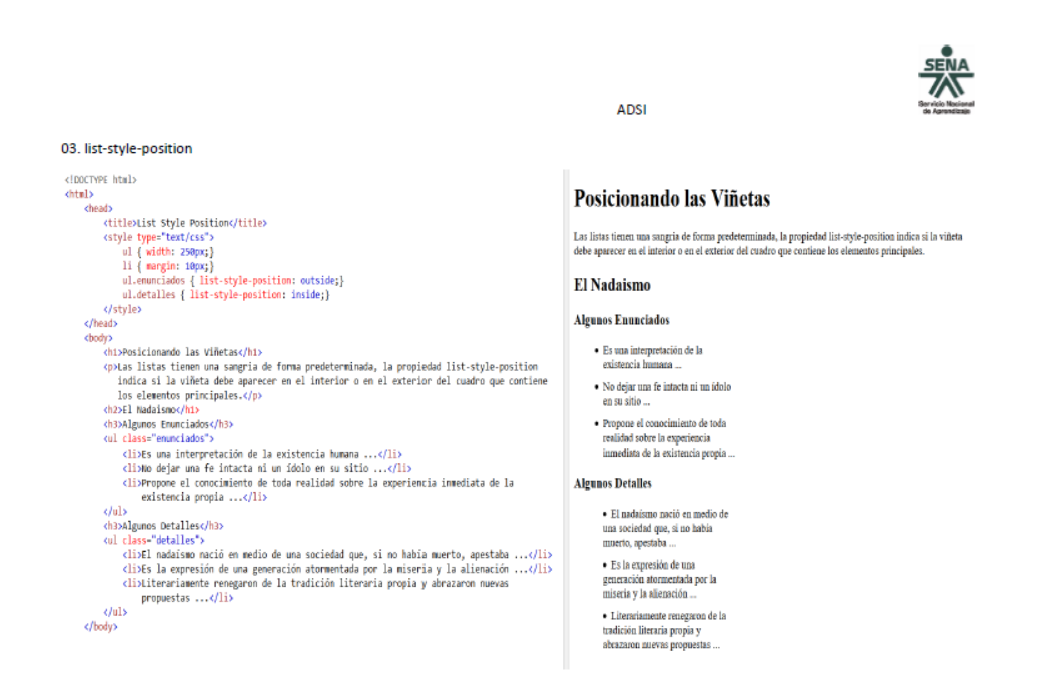 SENA
Servicio Nacional
de Aprendizaje
ADSI
03. list-style-position
<!DOCTYPE html>
<html>
<head>
<title>List Style Position</title>
<style type="text/css">
ul { width: 250px;}
li { margin: 10px;}
ul.enunciados { list-style-position: outside;}
ul.detalles { list-style-position: inside;}
</style>
</head>
<body>
<h1>Posicionando las Viñetas</h1>
<p>Las listas tienen una sangria de forma predeterminada, la propiedad list-style-position
indica si la viñeta debe aparecer en el interior o en el exterior del cuadro que contiene
los elementos principales.</p>
<h2>El Nadaismo</h1>
<h3>Algunos Enunciados</h3>
<ul class="enunciados">
<li>Es una interpretación de la existencia humana ...</li>
<li>No dejar una fe intacta ni un ídolo en su sitio ...</li>
<li>Propone el conocimiento de toda realidad sobre la experiencia inmediata de la
existencia propia ...</li>
</ul>
<h3>Algunos Detalles</h3>
<ul class="detalles">
<li>El nadaísmo nació en medio de una sociedad que, si no había muerto, apestaba ...</li>
<li>Es la expresión de una generación atormentada por la miseria y la alienación ...</li>
<li>Literariamente renegaron de la tradición literaria propia y abrazaron nuevas
propuestas ...</li>
</ul>
</body>
Posicionando las Viñetas
Las listas tienen una sangria de forma predeterminada, la propiedad list-style-position indica si la viñeta
debe aparecer en el interior o en el exterior del cuadro que contiene los elementos principales.
El Nadaismo
Algunos Enunciados
• Es una interpretación de la
existencia humana ...
• No dejar una fe intacta ni un ídolo
en su sitio ...
• Propone el conocimiento de toda
realidad sobre la experiencia
inmediata de la existencia propia ...
Algunos Detalles
• El nadaísmo nació en medio de
una sociedad que, si no había
muerto, apestaba ...
• Es la expresión de una
generación atormentada por la
miseria y la alienación ...
• Literariamente renegaron de la
tradición literaria propia y
abrazaron nuevas propuestas ...